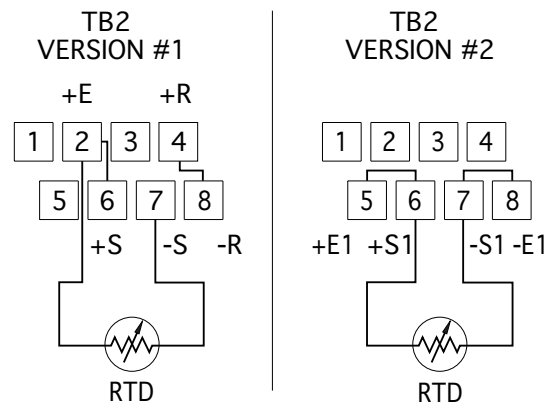 TB2
VERSION #1
+E +R
1 2 3 4
5 6 7 8
+S -S -R
RTD
TB2
VERSION #2
1 2 3 4
5 6 7 8
+E1 +S1 -S1 -E1
RTD